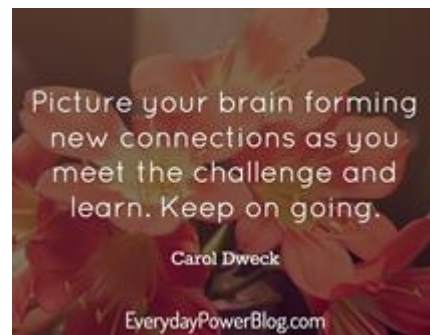 Picture your brain forming
new connections as you
meet the challenge and
learn. Keep on going.
Carol Dweck
EverydayPowerBlog.com